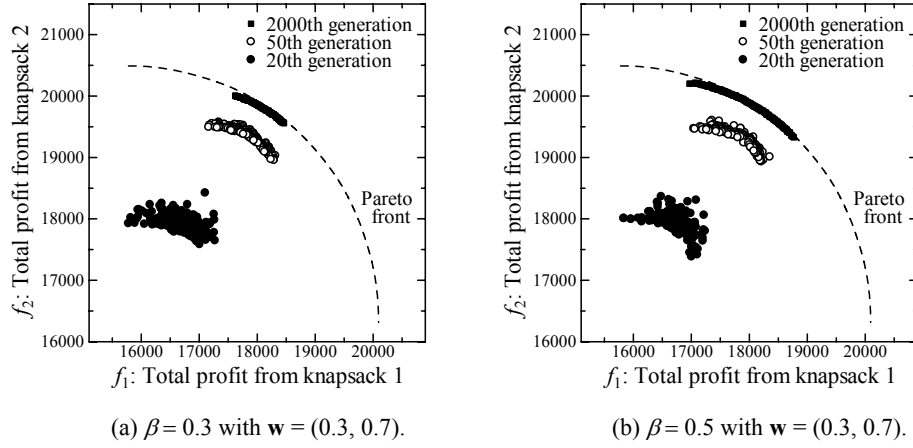 21000
20000
19000
18000
17000
16000
16000 17000 18000 19000 20000
f2: Total profit from knapsack 2
f1: Total profit from knapsack 1
2000th generation
50th generation
20th generation
Pareto
front
(a) β = 0.3 with w = (0.3, 0.7).
21000
20000
19000
18000
17000
16000
16000 17000 18000 19000 20000
f2: Total profit from knapsack 2
f1: Total profit from knapsack 1
2000th generation
50th generation
20th generation
Pareto
front
(b) β = 0.5 with w = (0.3, 0.7).